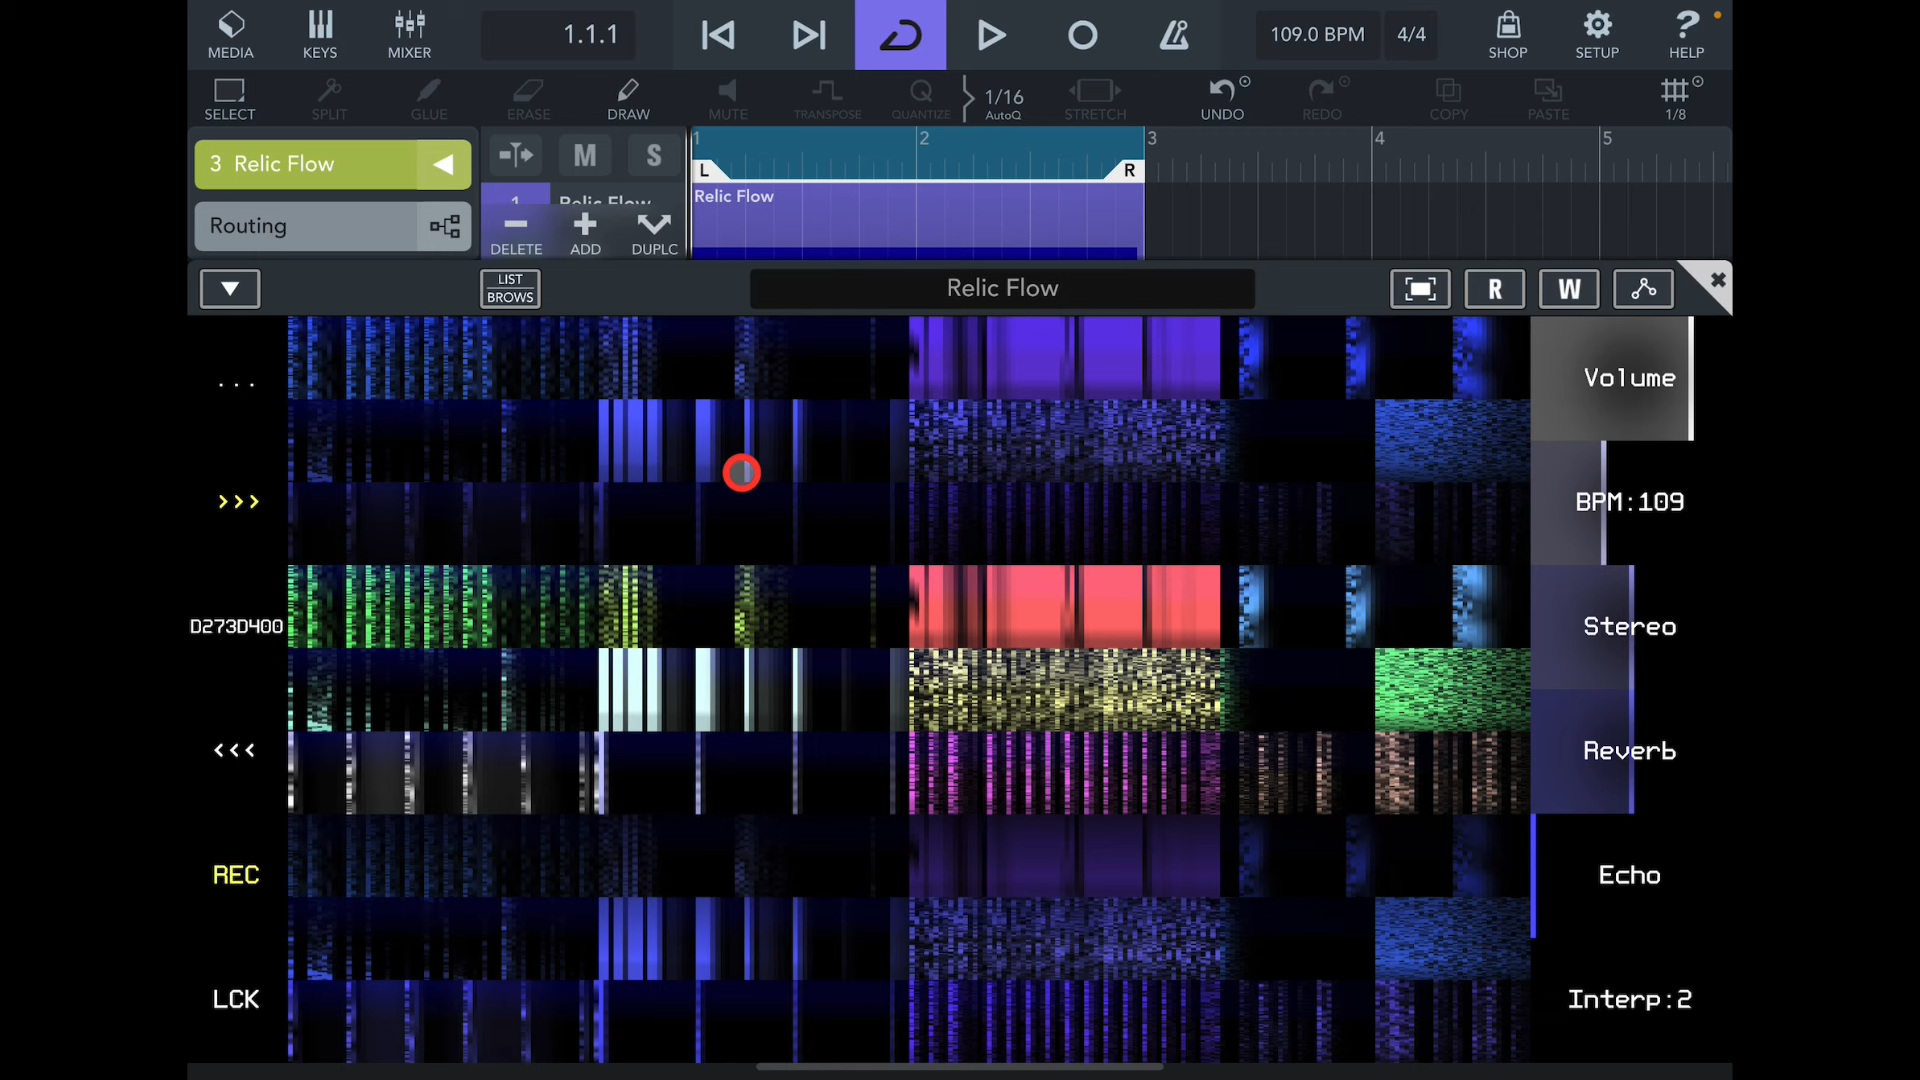 MEDIA KEYS MIXER 1.1.1 109.0 BPM 4/4 SHOP SETUP HELP
SELECT SPLIT GLUE ERASE DRAW MUTE TRANSPOSE QUANTIZE 1/16 AutoQ STRETCH UNDO REDO COPY PASTE 1/8
3 Relic Flow M S 1 2 3 4 5
L R
1 Relic Flow Relic Flow
Routing DELETE ADD DUPLC
LIST BROWS Relic Flow R W
... Volume
>>> BPM:109
D273D400 Stereo
<<< Reverb
REC Echo
LCK Interp:2